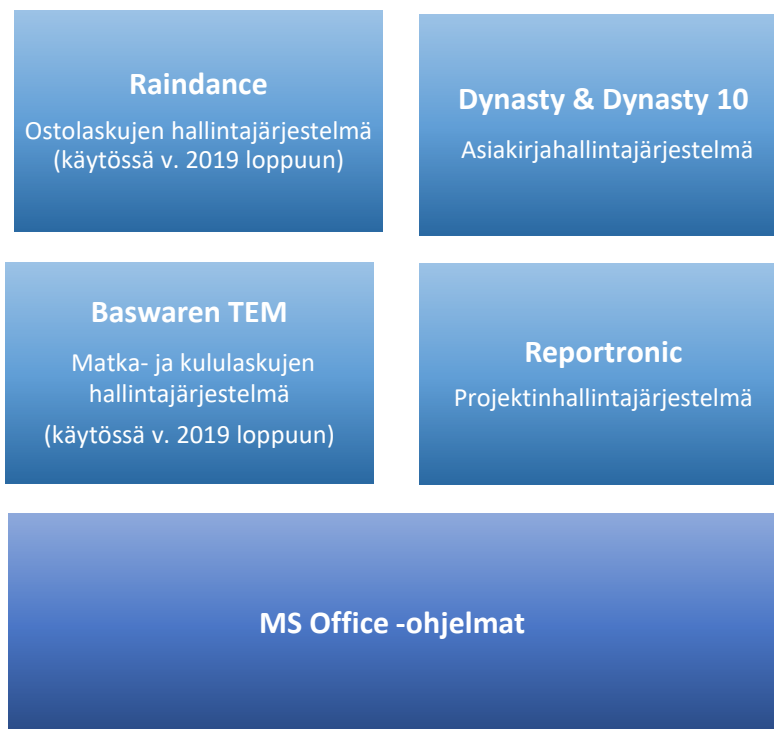 Raindance
Ostolaskujen hallintajärjestelmä
(käytössä v. 2019 loppuun)
Dynasty & Dynasty 10
Asiakirjahallintajärjestelmä
Baswaren TEM
Matka- ja kululaskujen
hallintajärjestelmä
(käytössä v. 2019 loppuun)
Reportronic
Projektinhallintajärjestelmä
MS Office -ohjelmat